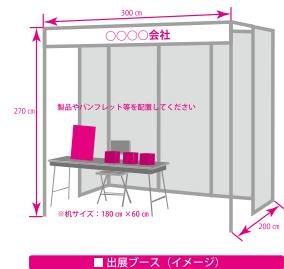 300 ㎝
○○○○会社
270 ㎝
製品やパンフレット等を配置してください
※机サイズ：180 ㎝ ×60 ㎝
200 ㎝
■ 出展ブース（イメージ）